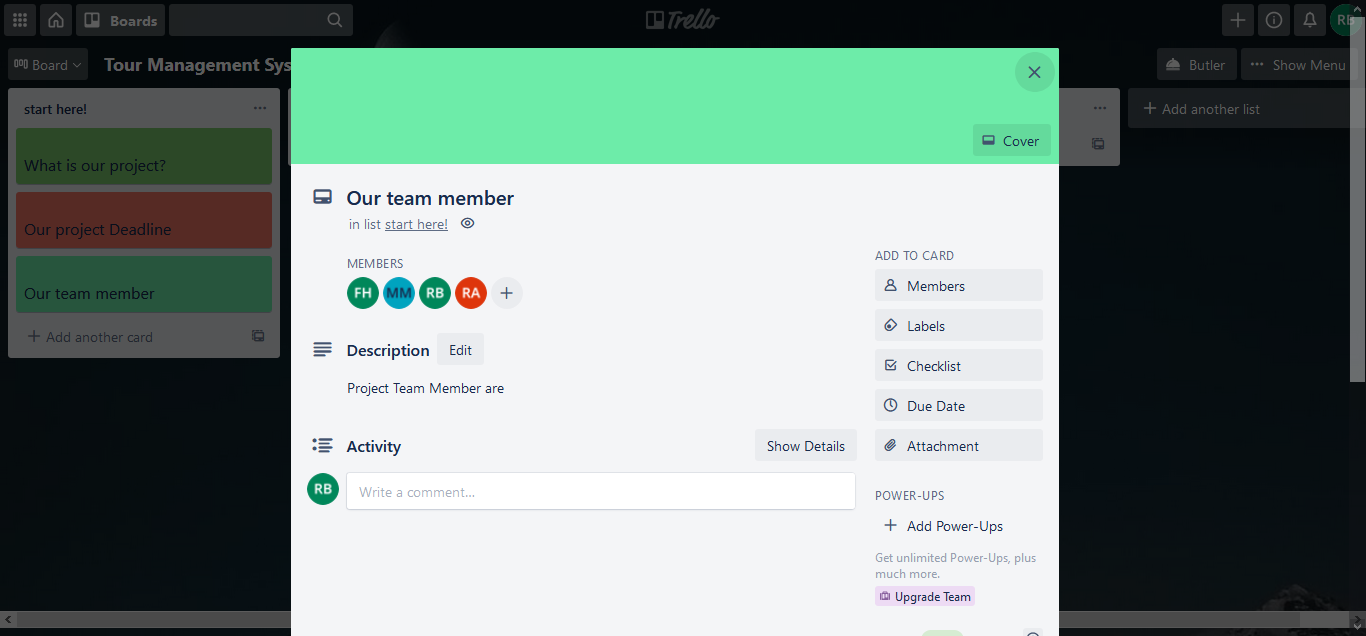 Boards
Trello
RB
Board
Tour Management Sys
Butler
Show Menu
start here!
What is our project?
Our project Deadline
Our team member
Add another card
Add another list
Cover
Our team member
in list start here!
MEMBERS
FH MM RB RA
Description
Edit
Project Team Member are
Activity
Show Details
RB
Write a comment...
ADD TO CARD
Members
Labels
Checklist
Due Date
Attachment
POWER-UPS
Add Power-Ups
Get unlimited Power-Ups, plus
much more.
Upgrade Team